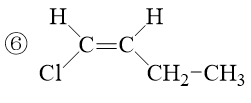 H H
⑥ C=C
Cl CH₂–CH₃